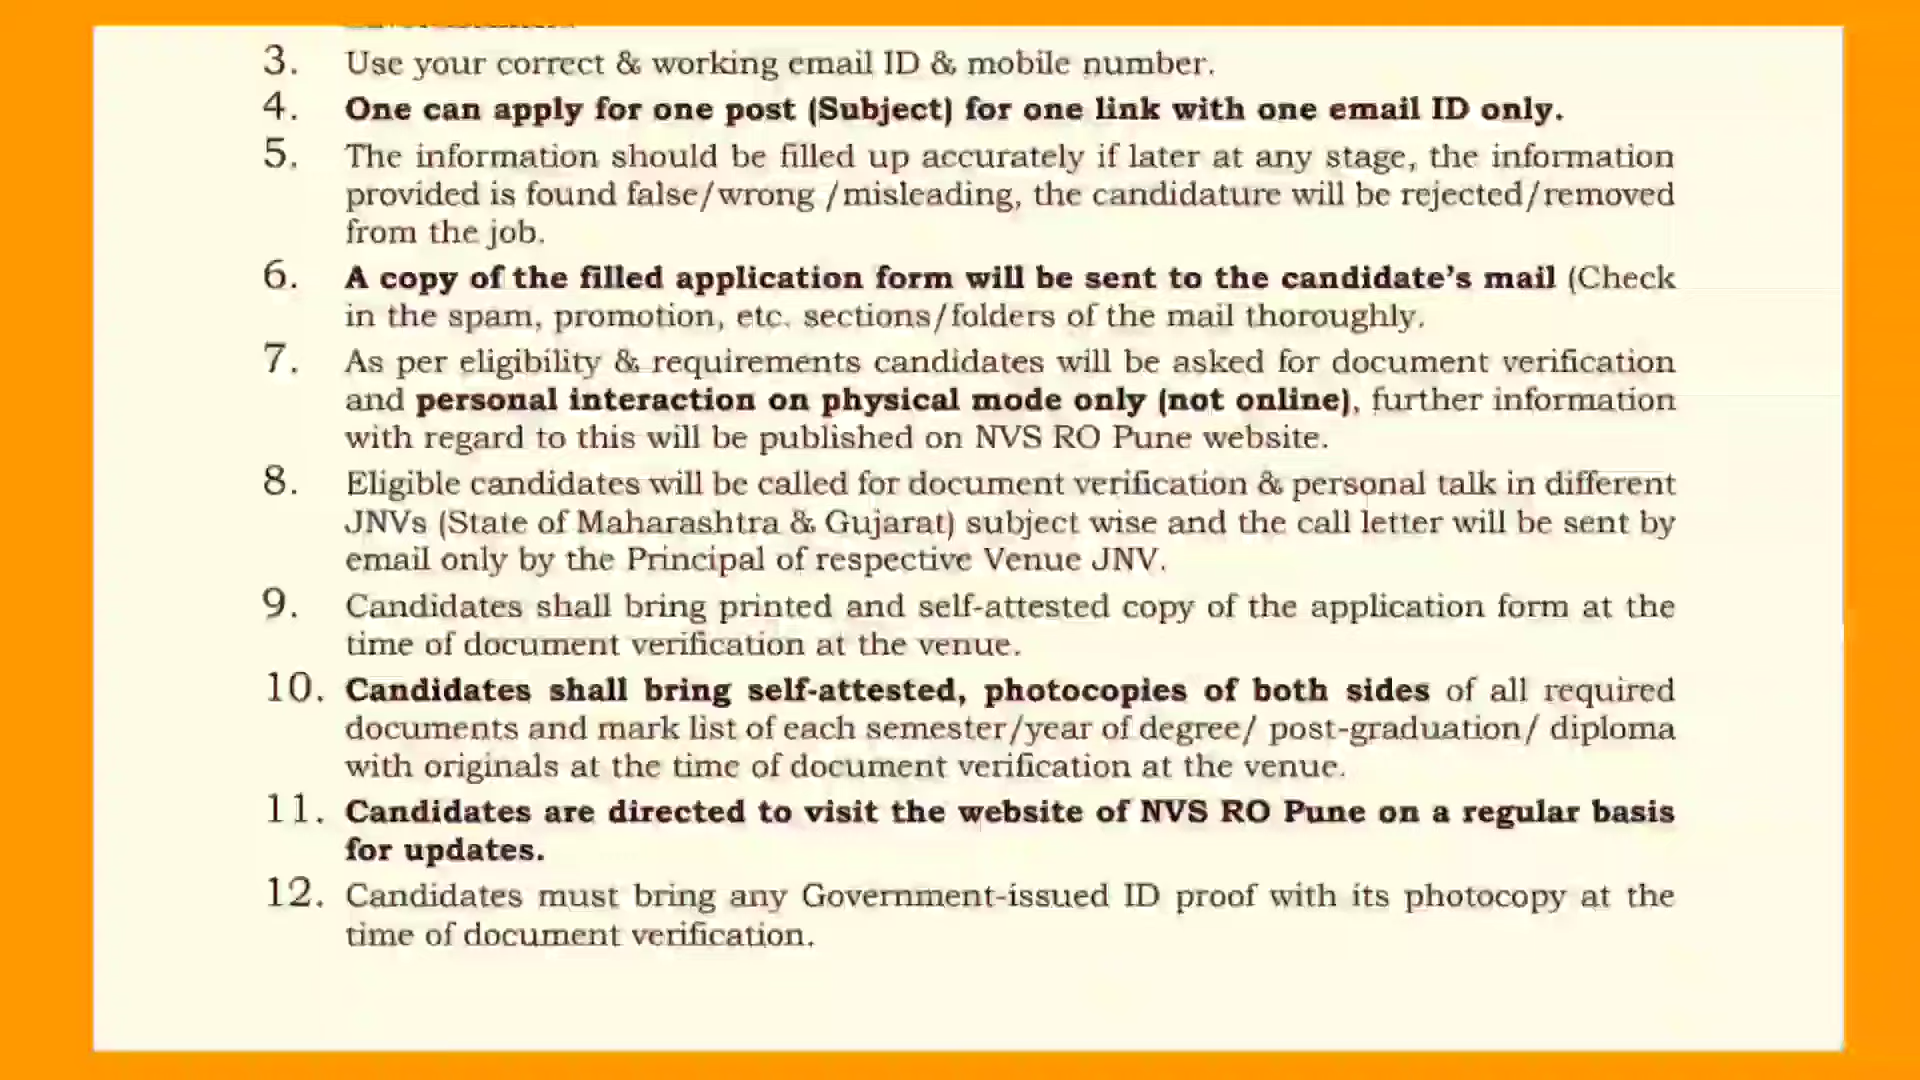 3. Use your correct & working email ID & mobile number.
4. One can apply for one post (Subject) for one link with one email ID only.
5. The information should be filled up accurately if later at any stage, the information
provided is found false/wrong /misleading, the candidature will be rejected/removed
from the job.
6. A copy of the filled application form will be sent to the candidate's mail (Check
in the spam, promotion, etc. sections/folders of the mail thoroughly.
7. As per eligibility & requirements candidates will be asked for document verification
and personal interaction on physical mode only (not online), further information
with regard to this will be published on NVS RO Pune website.
8. Eligible candidates will be called for document verification & personal talk in different
JNVs (State of Maharashtra & Gujarat) subject wise and the call letter will be sent by
email only by the Principal of respective Venue JNV.
9. Candidates shall bring printed and self-attested copy of the application form at the
time of document verification at the venue.
10. Candidates shall bring self-attested, photocopies of both sides of all required
documents and mark list of each semester/year of degree/ post-graduation/ diploma
with originals at the time of document verification at the venue.
11. Candidates are directed to visit the website of NVS RO Pune on a regular basis
for updates.
12. Candidates must bring any Government-issued ID proof with its photocopy at the
time of document verification.